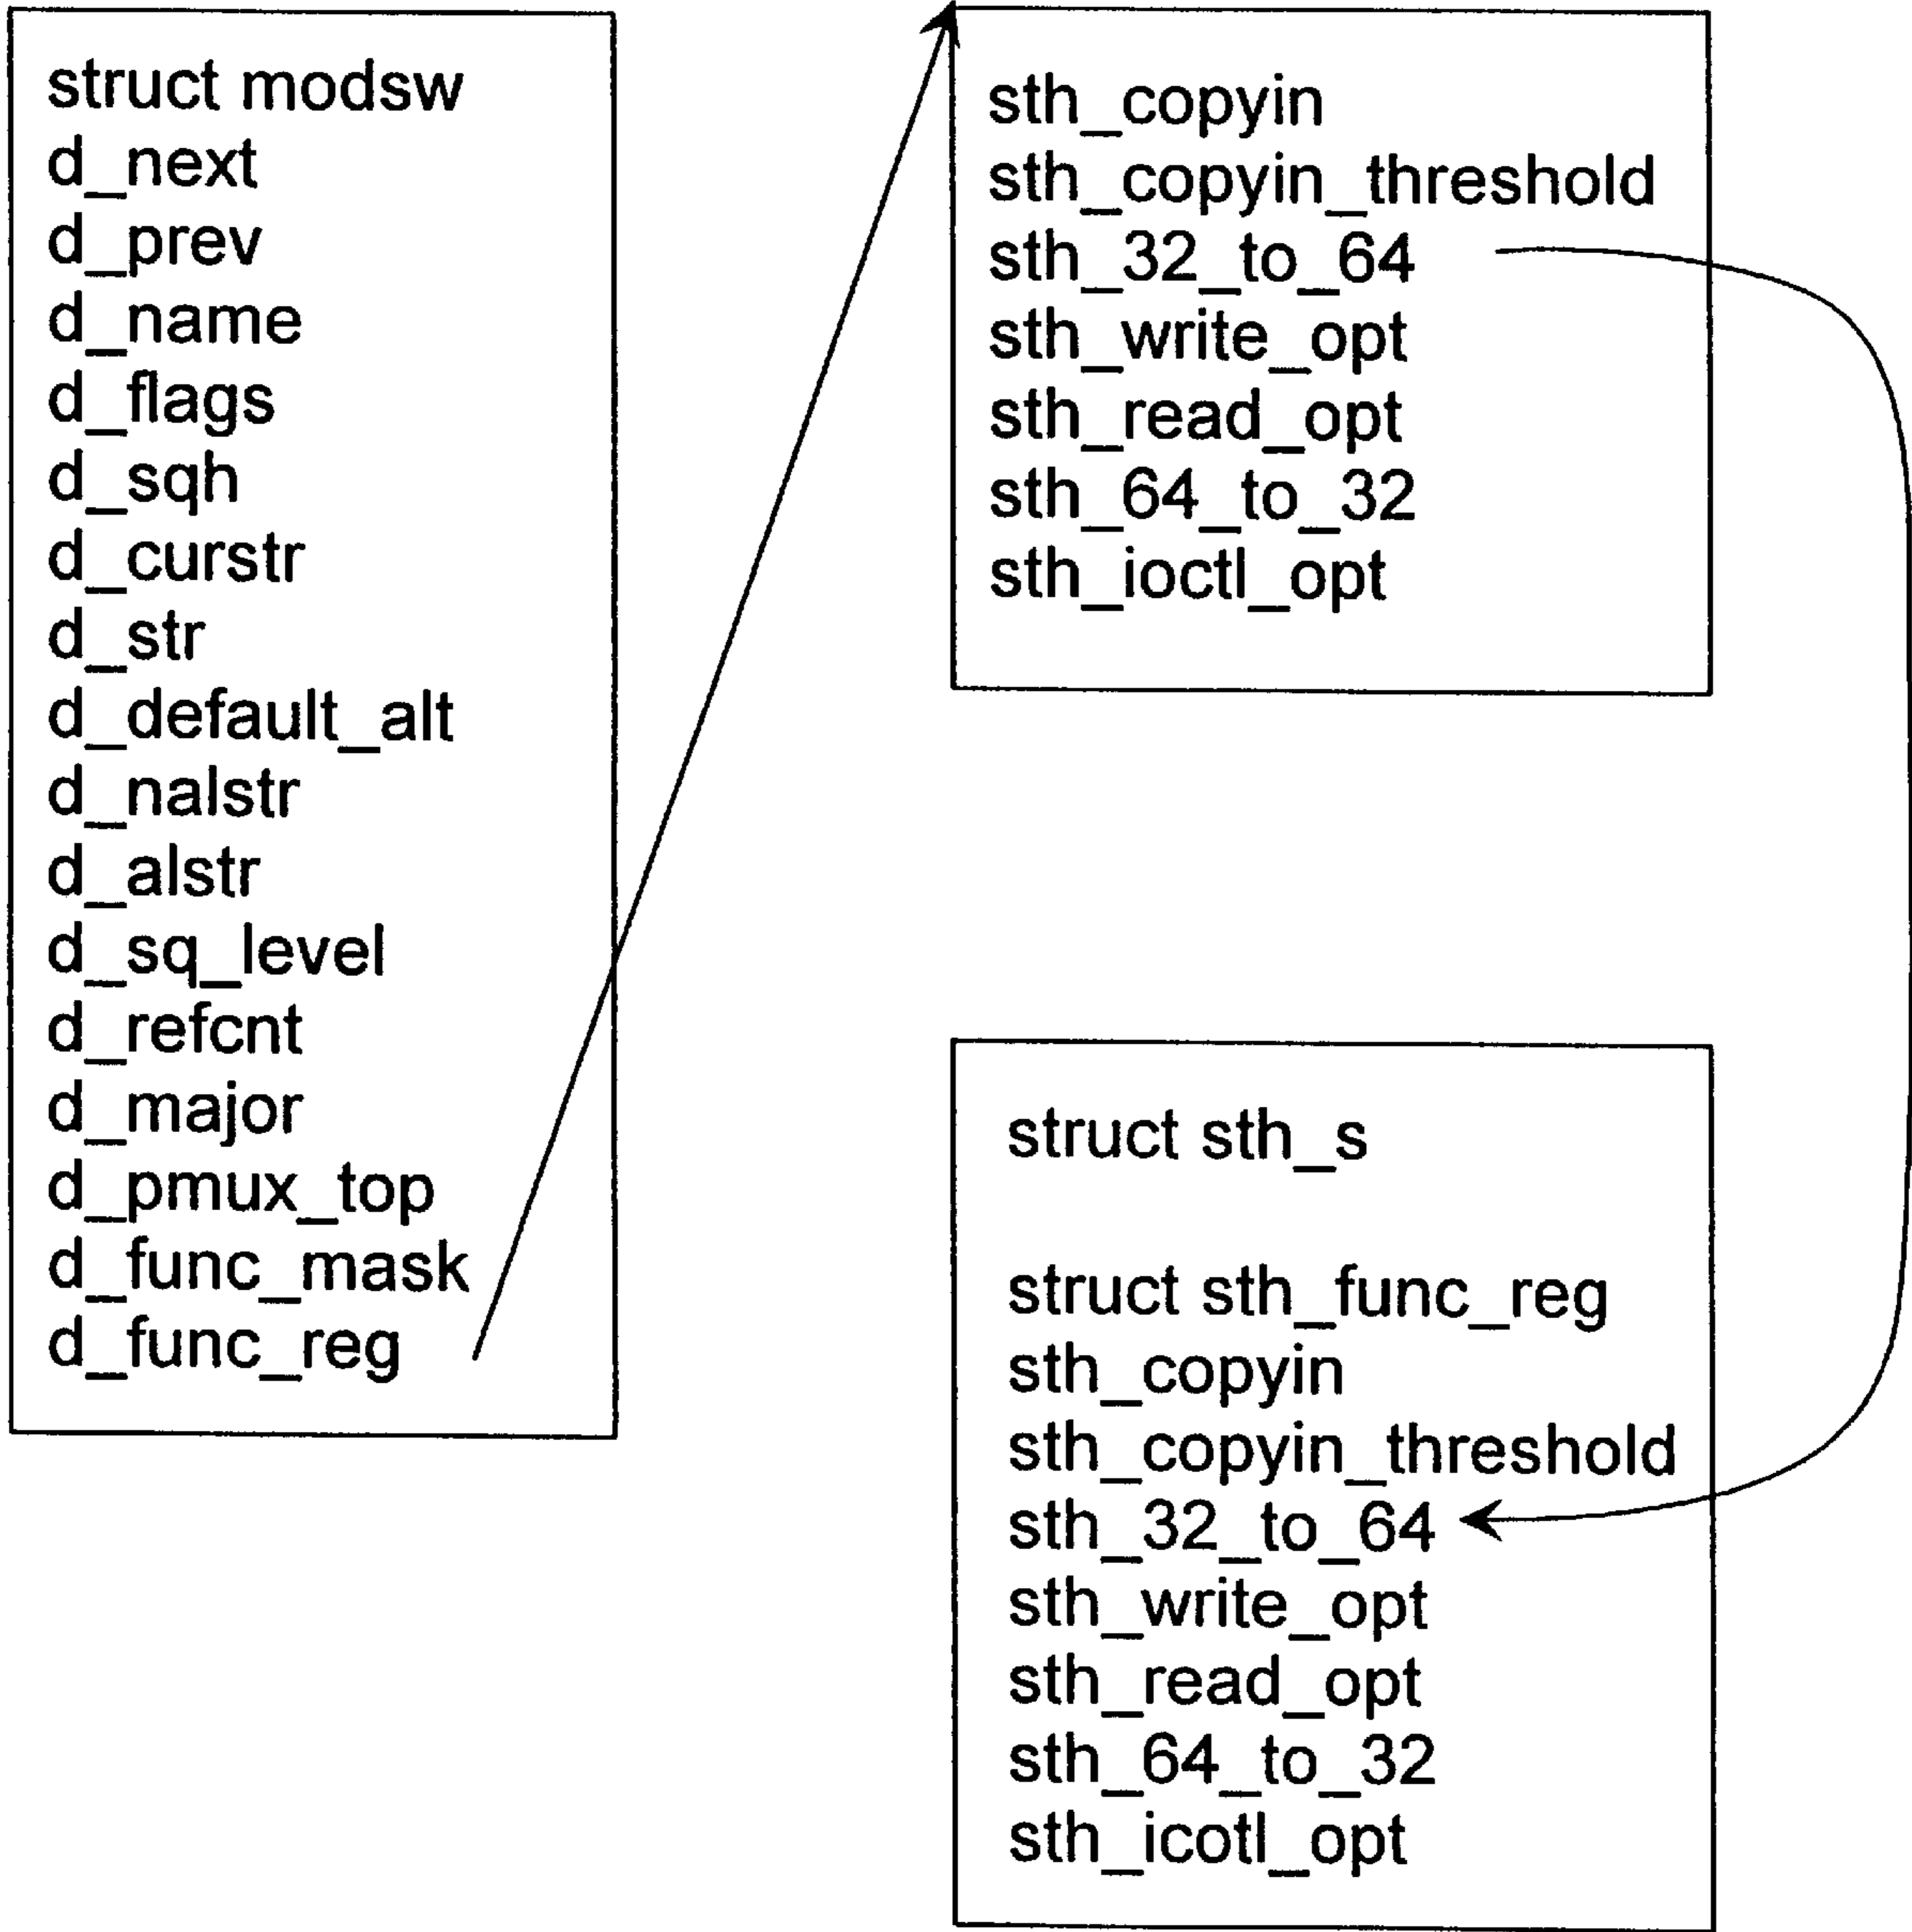 struct modsw
d_next
d_prev
d_name
d_flags
d_sqh
d_curstr
d_str
d_default_alt
d_nalstr
d_alstr
d_sq_level
d_refcnt
d_major
d_pmux_top
d_func_mask
d_func_reg
sth_copyin
sth_copyin_threshold
sth_32_to_64
sth_write_opt
sth_read_opt
sth_64_to_32
sth_ioctl_opt
struct sth_s
struct sth_func_reg
sth_copyin
sth_copyin_threshold
sth_32_to_64
sth_write_opt
sth_read_opt
sth_64_to_32
sth_icotl_opt